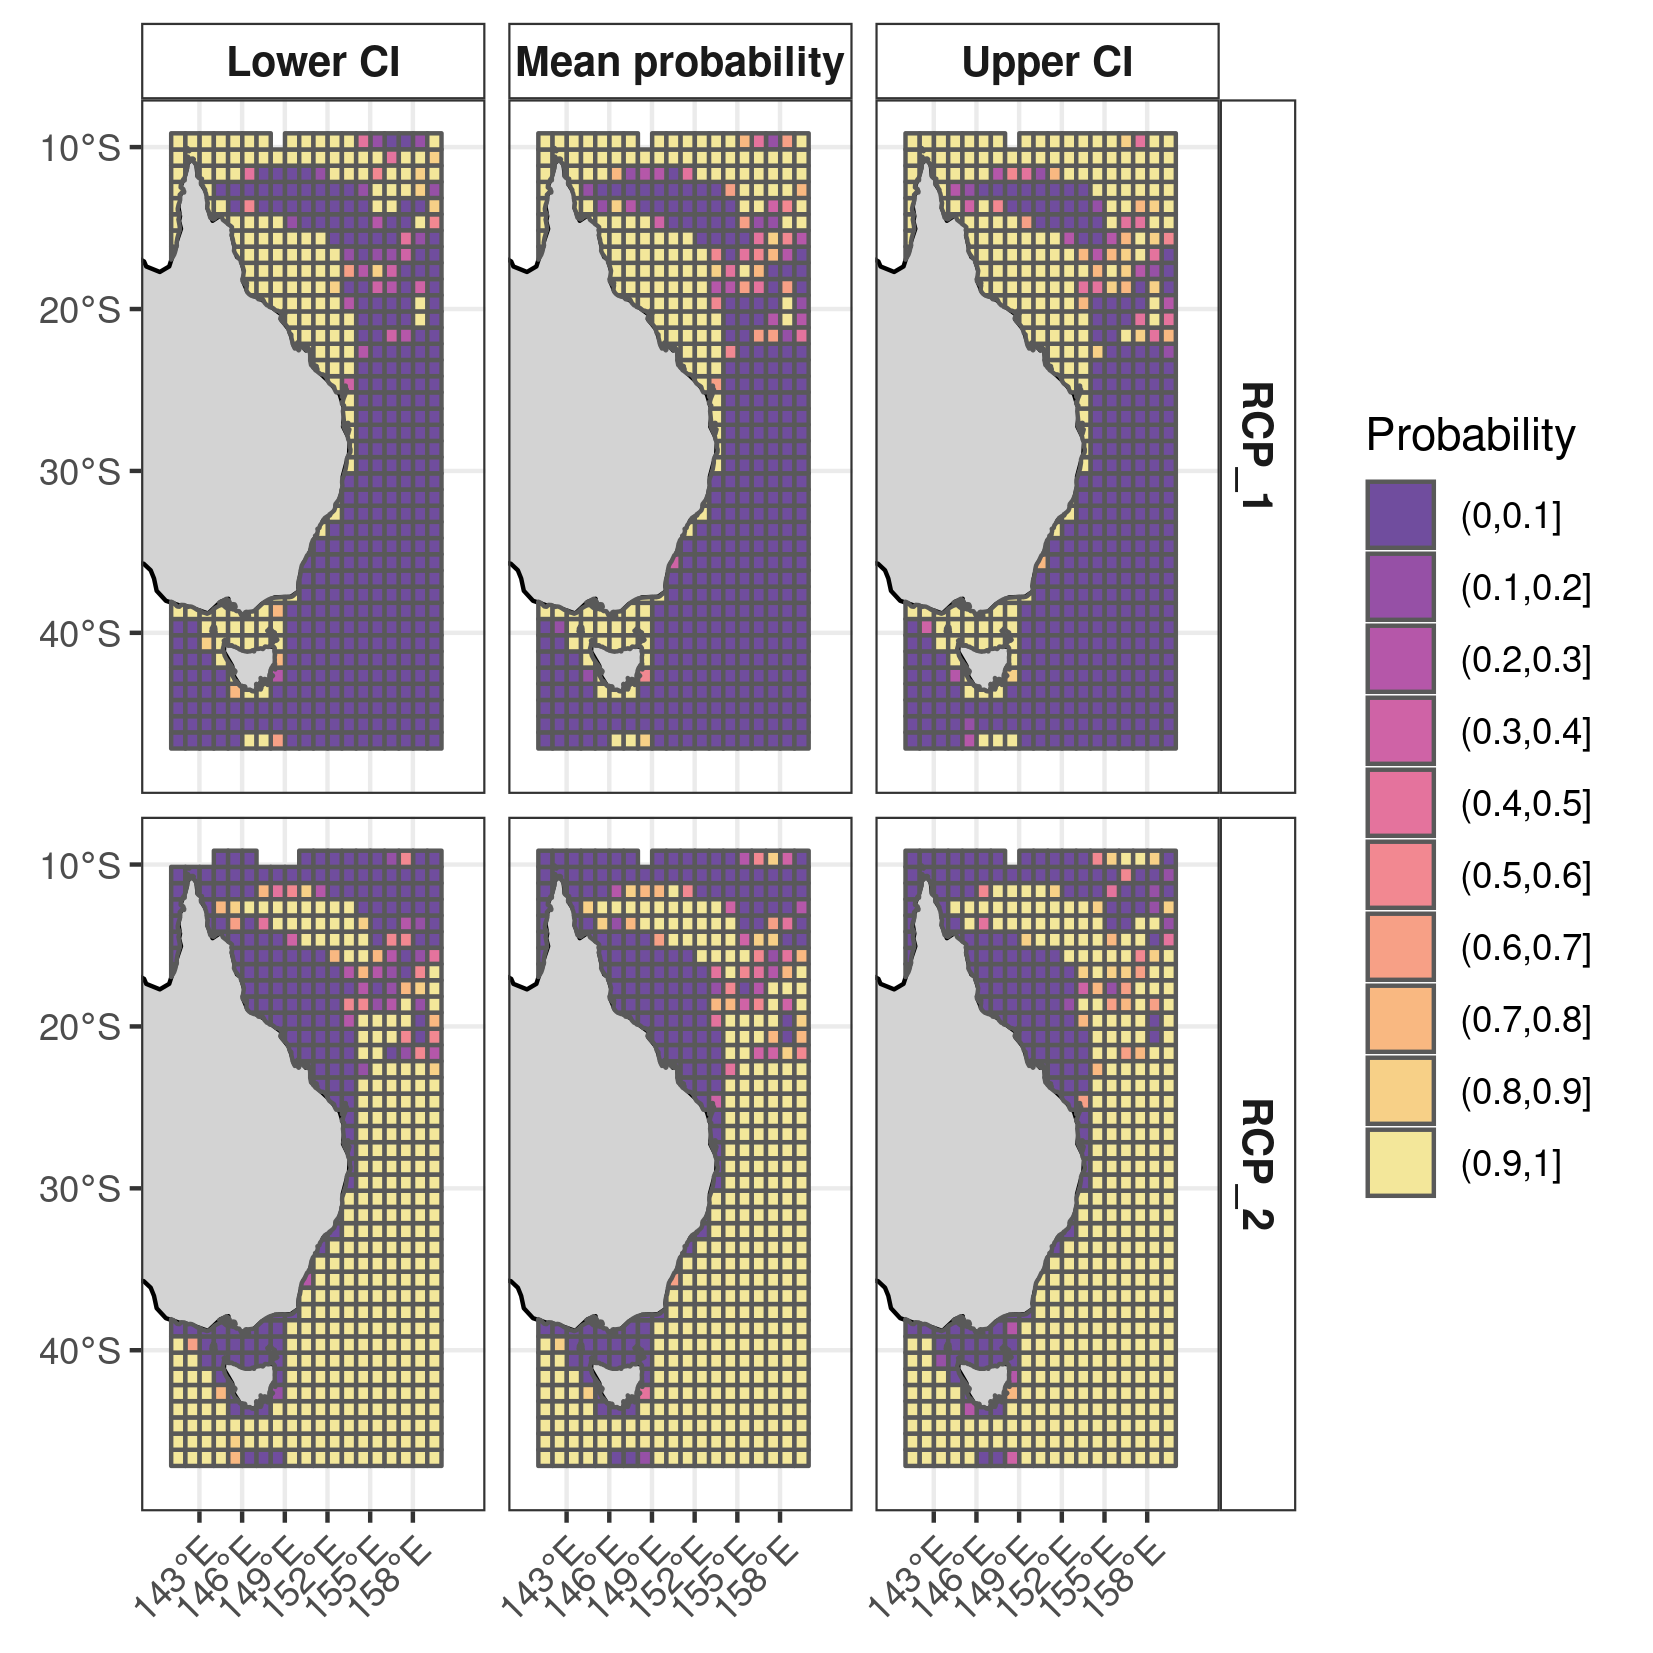 Lower CI
Mean probability
Upper CI
10°S
20°S
30°S
40°S
RCP_1
10°S
20°S
30°S
40°S
RCP_2
143°E
146°E
149°E
152°E
155°E
158°E
143°E
146°E
149°E
152°E
155°E
158°E
143°E
146°E
149°E
152°E
155°E
158°E
Probability
(0,0.1]
(0.1,0.2]
(0.2,0.3]
(0.3,0.4]
(0.4,0.5]
(0.5,0.6]
(0.6,0.7]
(0.7,0.8]
(0.8,0.9]
(0.9,1]